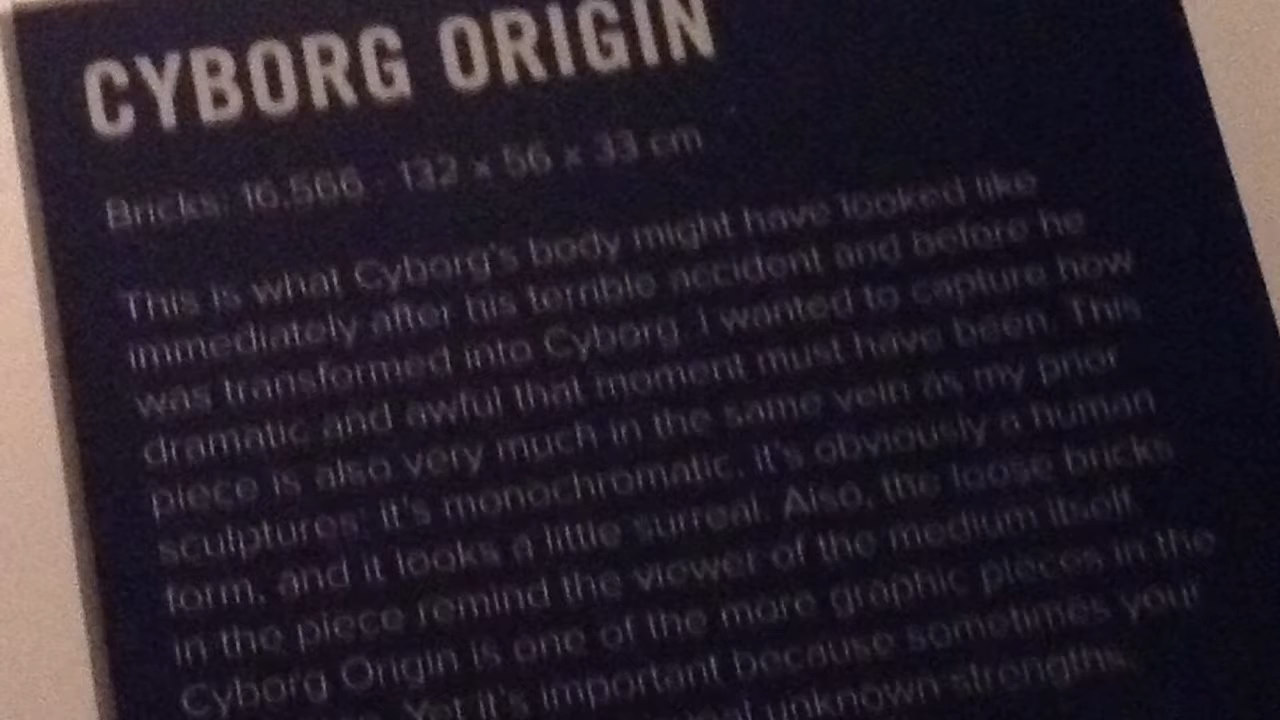 CYBORG ORIGIN
Bricks: 16,566 · 132 x 56 x 33 cm
This is what Cyborg's body might have looked like
immediately after his terrible accident and before he
was transformed into Cyborg. I wanted to capture how
dramatic and awful that moment must have been. This
piece is also very much in the same vein as my prior
sculptures: it's monochromatic, it's obviously a human
form, and it looks a little surreal. Also, the loose bricks
in the piece remind the viewer of the medium itself.
Cyborg Origin is one of the more graphic pieces in the
Yet it's important because sometimes your
unknown strengths.